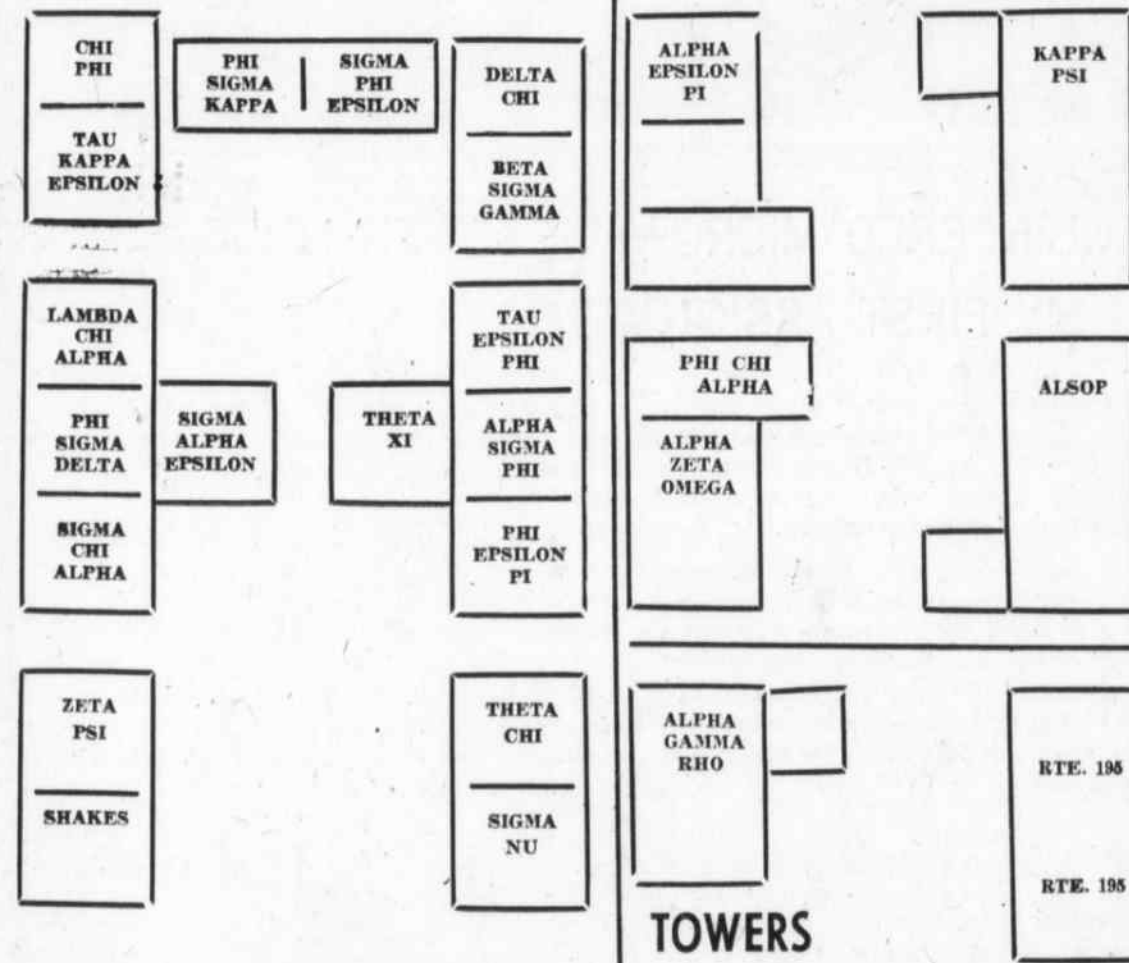 CHI
PHI
TAU
KAPPA
EPSILON
PHI
SIGMA
KAPPA
SIGMA
PHI
EPSILON
DELTA
CHI
BETA
SIGMA
GAMMA
LAMBDA
CHI
ALPHA
PHI
SIGMA
DELTA
SIGMA
CHI
ALPHA
SIGMA
ALPHA
EPSILON
THETA
XI
TAU
EPSILON
PHI
ALPHA
SIGMA
PHI
PHI
EPSILON
PI
ZETA
PSI
SHAKES
THETA
CHI
SIGMA
NU
ALPHA
EPSILON
PI
KAPPA
PSI
PHI CHI
ALPHA
ALPHA
ZETA
OMEGA
ALSOP
ALPHA
GAMMA
RHO
RTE. 195
RTE. 195
TOWERS